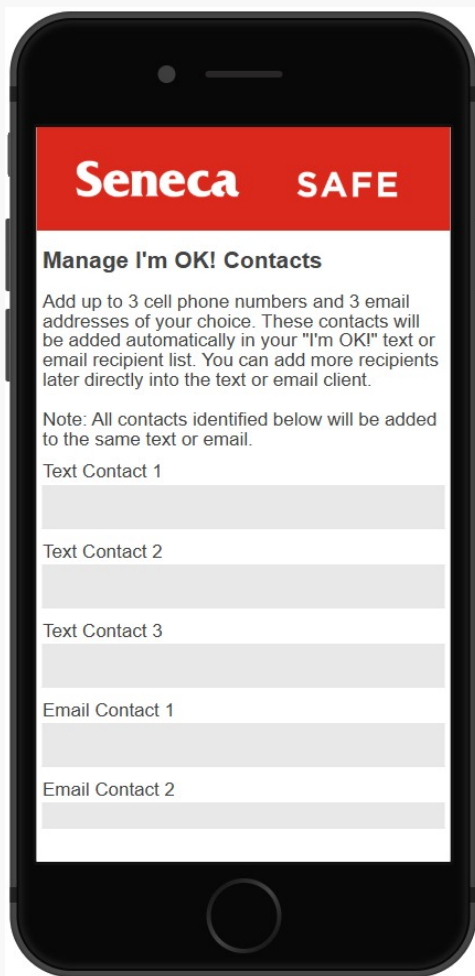 Seneca SAFE
Manage I'm OK! Contacts
Add up to 3 cell phone numbers and 3 email
addresses of your choice. These contacts will
be added automatically in your "I'm OK!" text or
email recipient list. You can add more recipients
later directly into the text or email client.
Note: All contacts identified below will be added
to the same text or email.
Text Contact 1
Text Contact 2
Text Contact 3
Email Contact 1
Email Contact 2